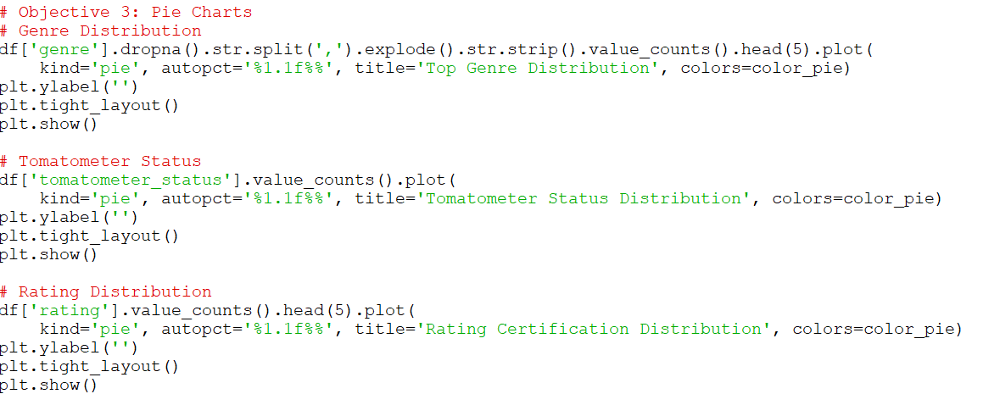 # Objective 3: Pie Charts
# Genre Distribution
df['genre'].dropna().str.split(',').explode().str.strip().value_counts().head(5).plot(
    kind='pie', autopct='%1.1f%%', title='Top Genre Distribution', colors=color_pie)
plt.ylabel('')
plt.tight_layout()
plt.show()

# Tomatometer Status
df['tomatometer_status'].value_counts().plot(
    kind='pie', autopct='%1.1f%%', title='Tomatometer Status Distribution', colors=color_pie)
plt.ylabel('')
plt.tight_layout()
plt.show()

# Rating Distribution
df['rating'].value_counts().head(5).plot(
    kind='pie', autopct='%1.1f%%', title='Rating Certification Distribution', colors=color_pie)
plt.ylabel('')
plt.tight_layout()
plt.show()